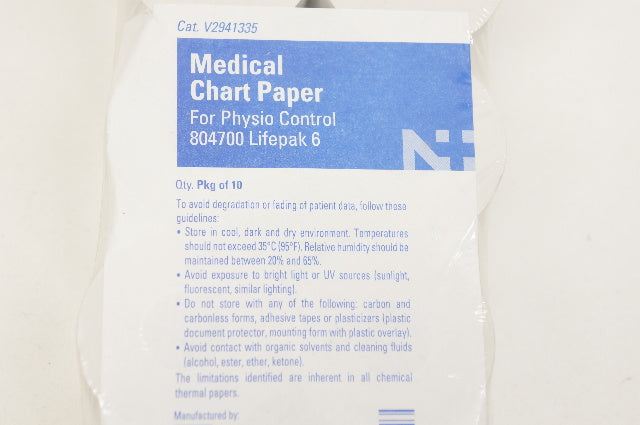 Cat. V2941335
Medical
Chart Paper
For Physio Control
804700 Lifepak 6
N+
Qty. Pkg of 10
To avoid degradation or fading of patient data, follow these
guidelines:
• Store in cool, dark and dry environment. Temperatures
should not exceed 35°C (95°F). Relative humidity should be
maintained between 20% and 65%.
• Avoid exposure to bright light or UV sources (sunlight,
fluorescent, similar lighting).
• Do not store with any of the following: carbon and
carbonless forms, adhesive tapes or plasticizers (plastic
document protector, mounting form with plastic overlay).
• Avoid contact with organic solvents and cleaning fluids
(alcohol, ester, ether, ketone).
The limitations identified are inherent in all chemical
thermal papers.
Manufactured by: